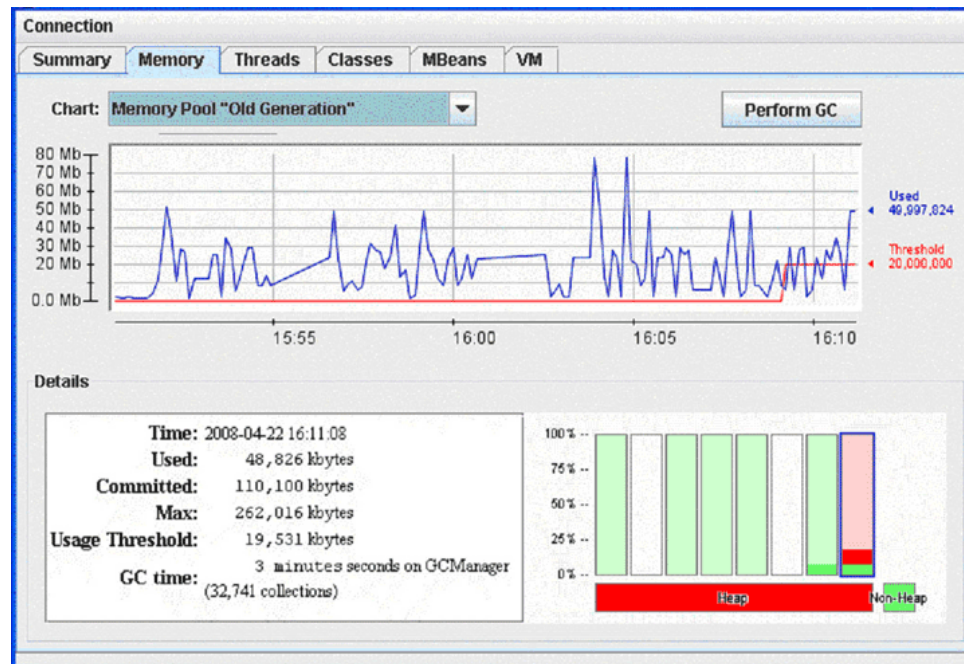 Connection
Summary Memory Threads Classes MBeans VM
Chart: Memory Pool "Old Generation" Perform GC
80 Mb
70 Mb
60 Mb
50 Mb
40 Mb
30 Mb
20 Mb
0.0 Mb
Used
49,997,824
Threshold
20,000,000
15:55 16:00 16:05 16:10
Details
Time: 2008-04-22 16:11:08
Used: 48,826 kbytes
Committed: 110,100 kbytes
Max: 262,016 kbytes
Usage Threshold: 19,531 kbytes
GC time: 3 minutes seconds on GCManager
(32,741 collections)
100% --
75% --
50% --
25% --
0% --
Heap Non-Heap